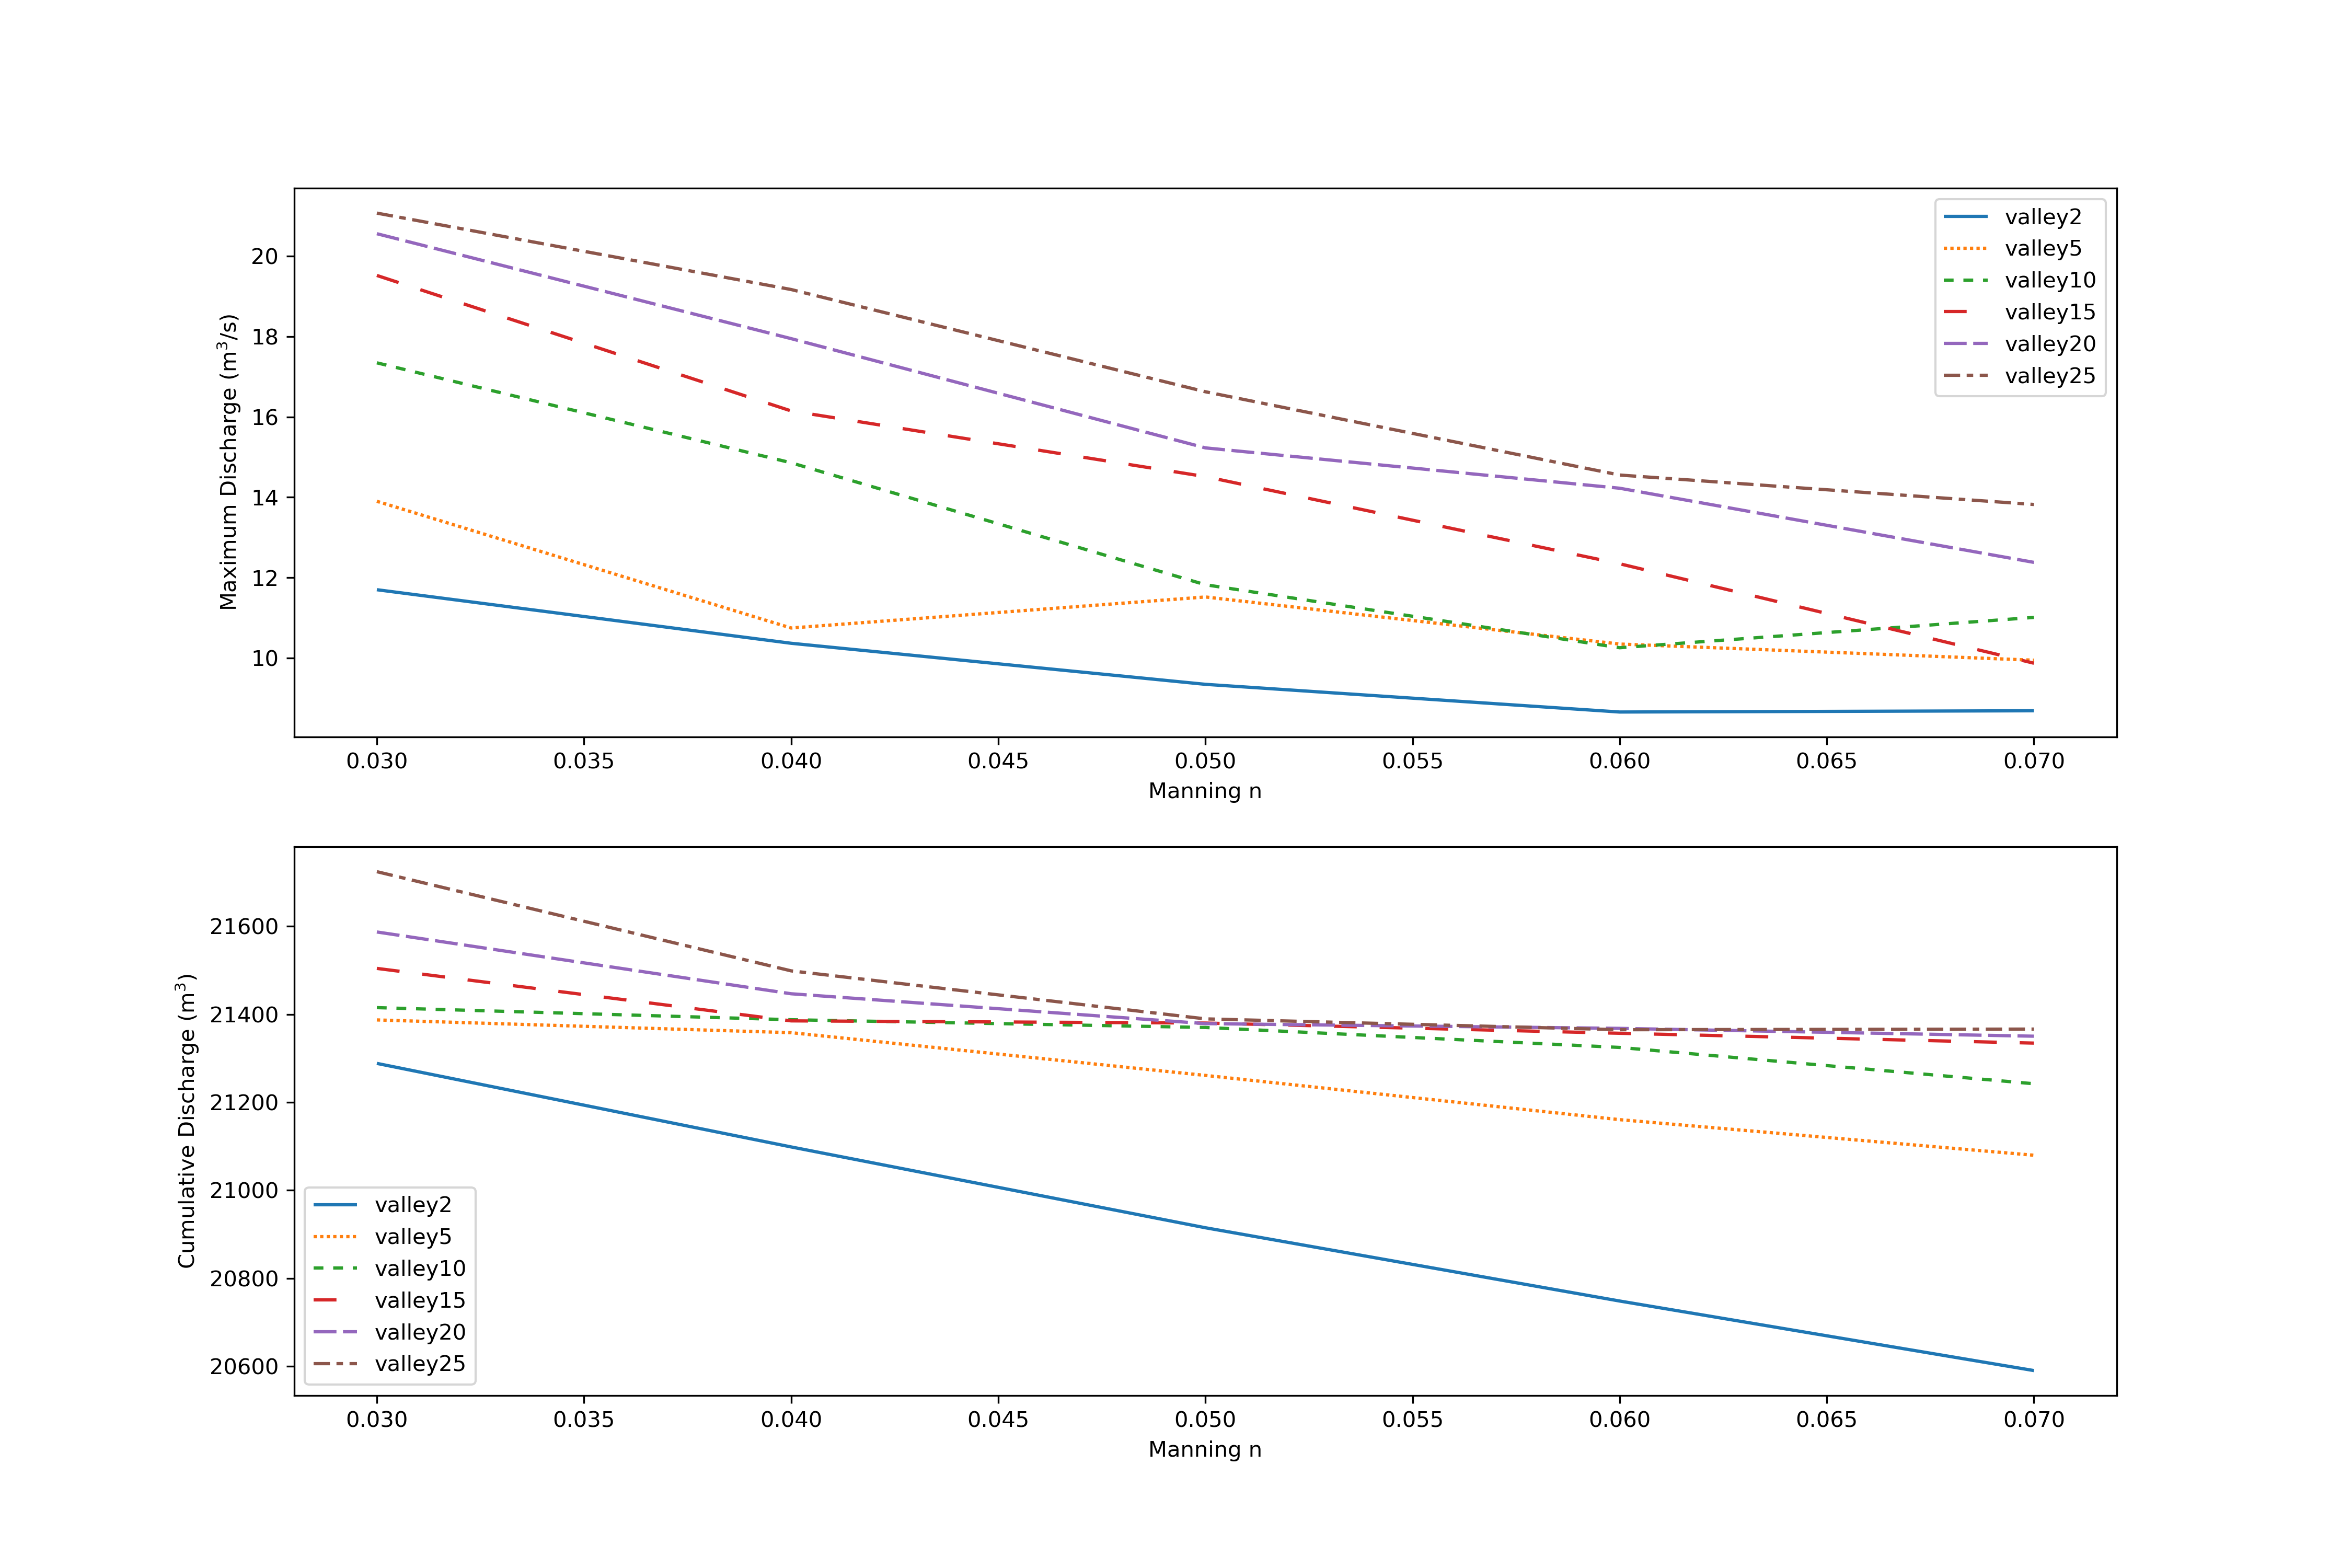 Maximum Discharge (m³/s)
20
18
16
14
12
10
valley2
valley5
valley10
valley15
valley20
valley25
0.030 0.035 0.040 0.045 0.050 0.055 0.060 0.065 0.070
Manning n
Cumulative Discharge (m³)
21600
21400
21200
21000
20800
20600
valley2
valley5
valley10
valley15
valley20
valley25
0.030 0.035 0.040 0.045 0.050 0.055 0.060 0.065 0.070
Manning n